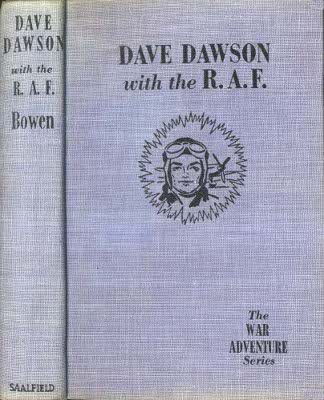 DAVE
DAWSON
with the
R. A. F.
Bowen
SAALFIELD
DAVE DAWSON
with the R. A. F.
The
WAR
ADVENTURE
Series